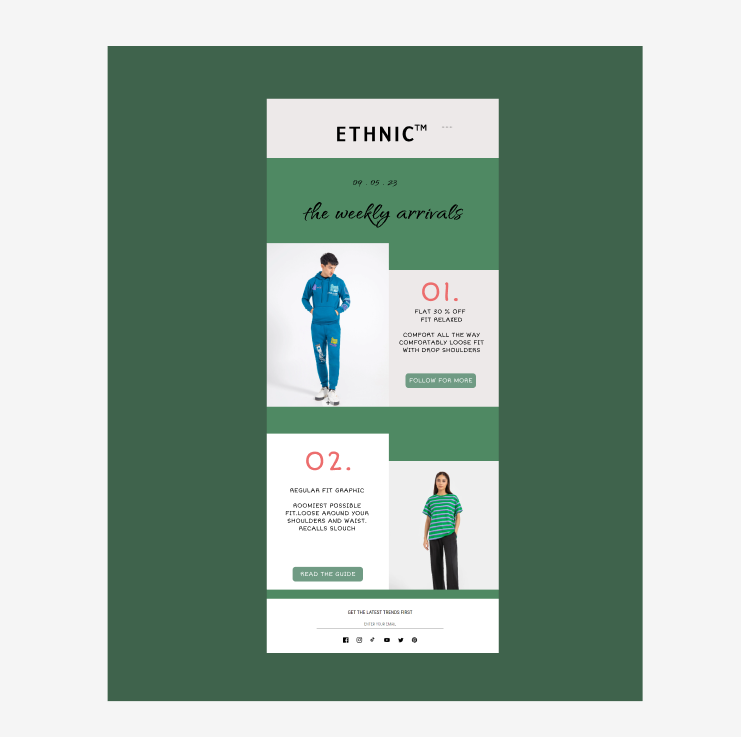 ETHNIC™
09 . 05 . 23
the weekly arrivals
01.
FLAT 30 % OFF
FIT RELAXED
COMFORT ALL THE WAY
COMFORTABLY LOOSE FIT
WITH DROP SHOULDERS
FOLLOW FOR MORE
02.
REGULAR FIT GRAPHIC
ROOMIEST POSSIBLE
FIT.LOOSE AROUND YOUR
SHOULDERS AND WAIST.
RECALLS SLOUCH
READ THE GUIDE
GET THE LATEST TRENDS FIRST
ENTER YOUR EMAIL